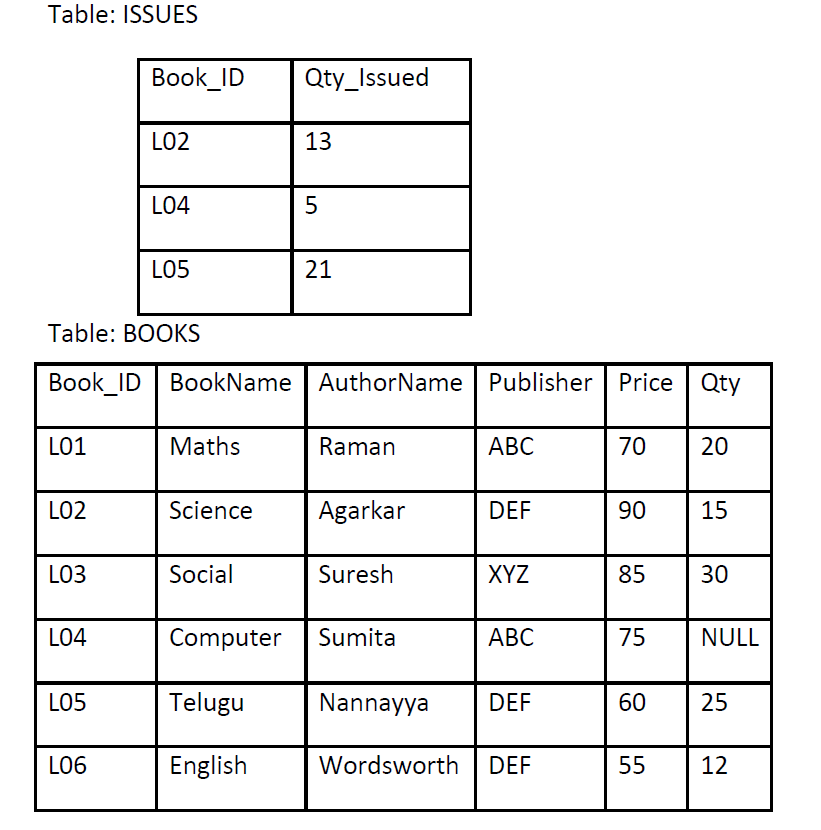 Table: ISSUES
Book_ID Qty_Issued
L02 13
L04 5
L05 21
Table: BOOKS
Book_ID BookName AuthorName Publisher Price Qty
L01 Maths Raman ABC 70 20
L02 Science Agarkar DEF 90 15
L03 Social Suresh XYZ 85 30
L04 Computer Sumita ABC 75 NULL
L05 Telugu Nannayya DEF 60 25
L06 English Wordsworth DEF 55 12